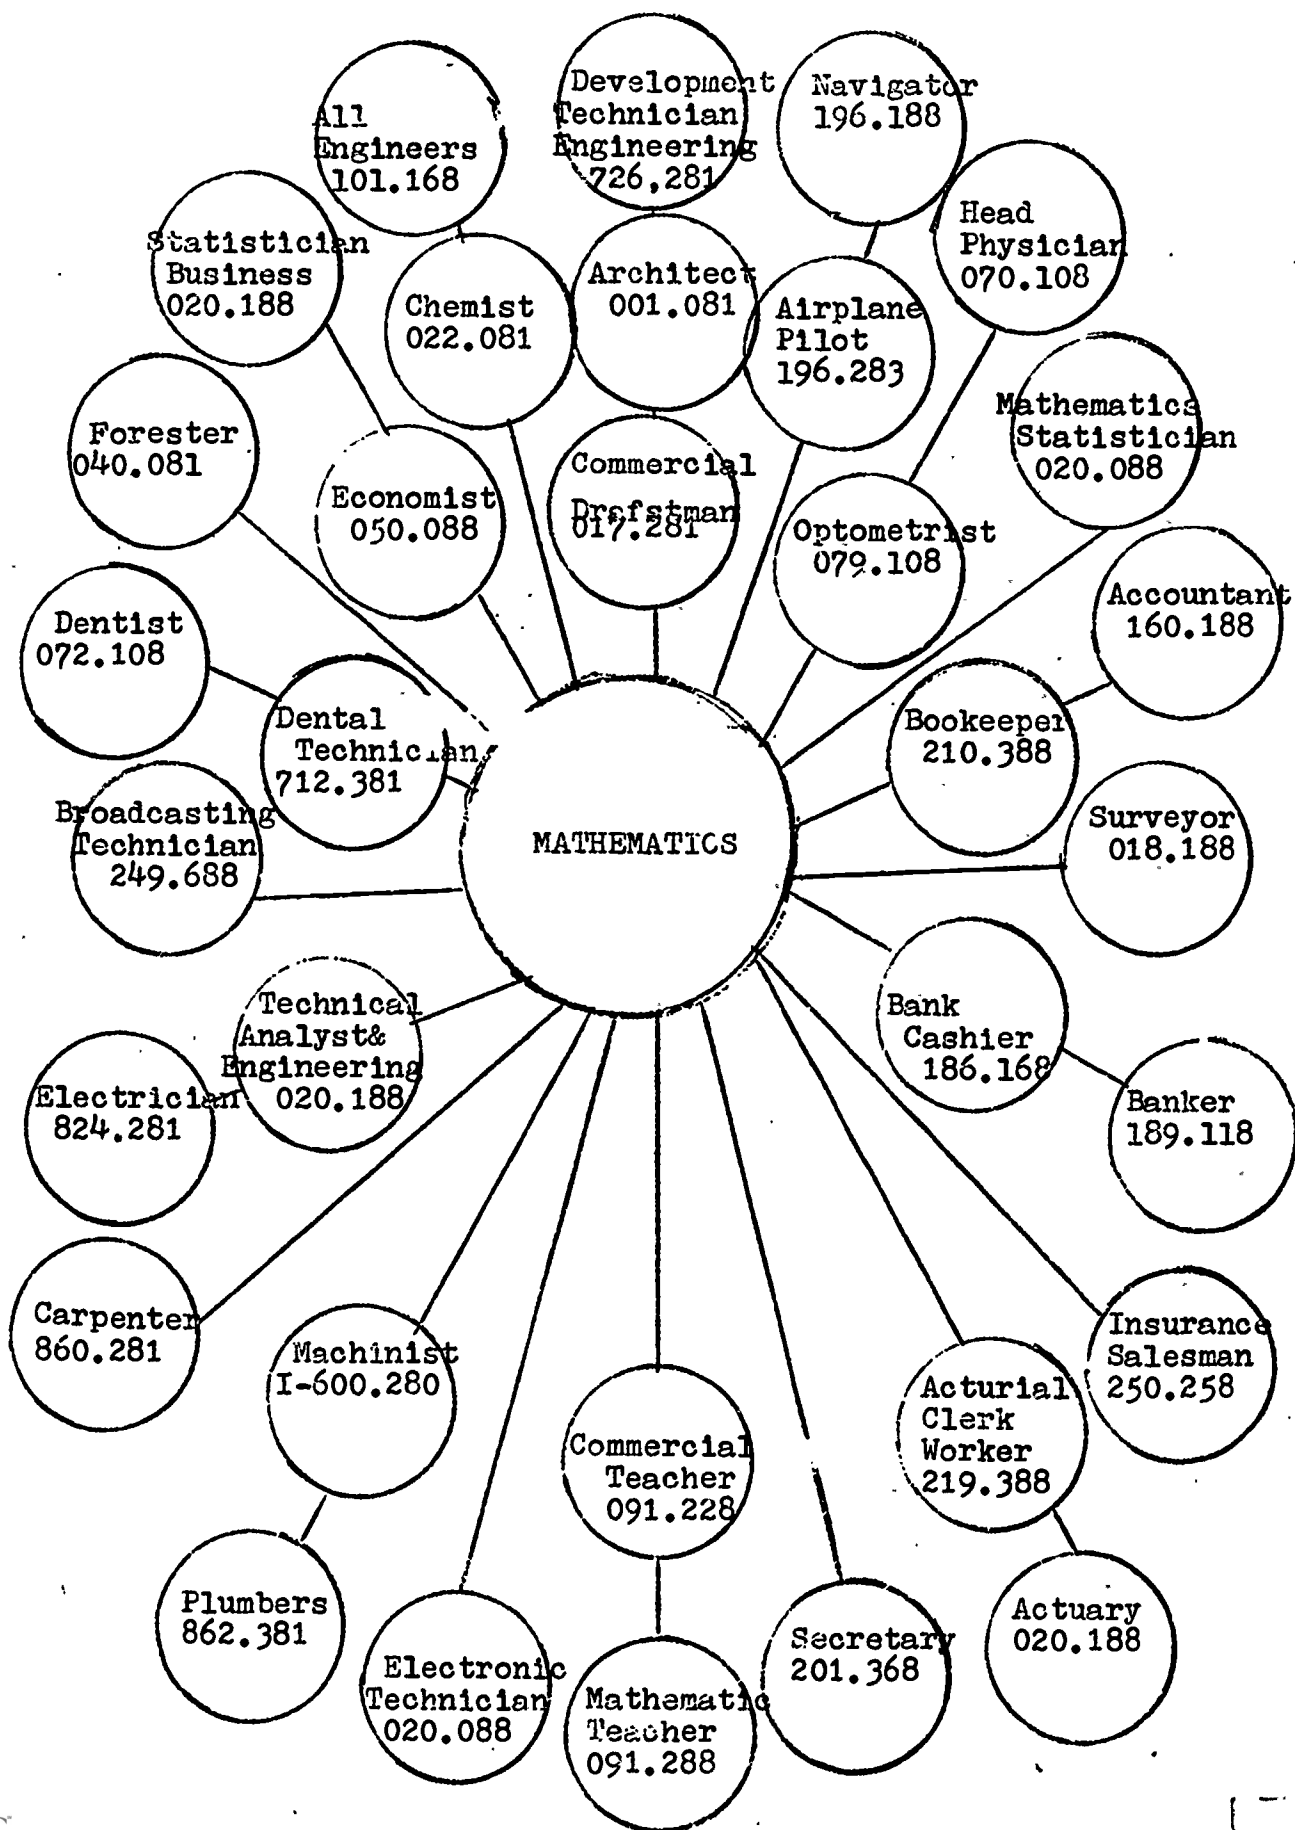 All
Engineers
101.168
Development
Technician
Engineering
726,281
Navigator
196.188
Head
Physician
070.108
Statistician
Business
020.188
Chemist
022.081
Architect
001.081
Airplane
Pilot
196.283
Mathematics
Statistician
020.088
Forester
040.081
Economist
050.088
Commercial
Drafstman
017.281
Optometrist
079.108
Accountant
160.188
Dentist
072.108
Dental
Technician
712.381
Bookeeper
210.388
Broadcasting
Technician
249.688
MATHEMATICS
Surveyor
018.188
Technical
Analyst&
Engineering
020.188
Bank
Cashier
186.168
Electrician
824.281
Banker
189.118
Carpenter
860.281
Machinist
I-600.280
Insurance
Salesman
250.258
Commercial
Teacher
091.228
Acturial
Clerk
Worker
219.388
Plumbers
862.381
Electronic
Technician
020.088
Mathematic
Teacher
091.288
Secretary
201.368
Actuary
020.188